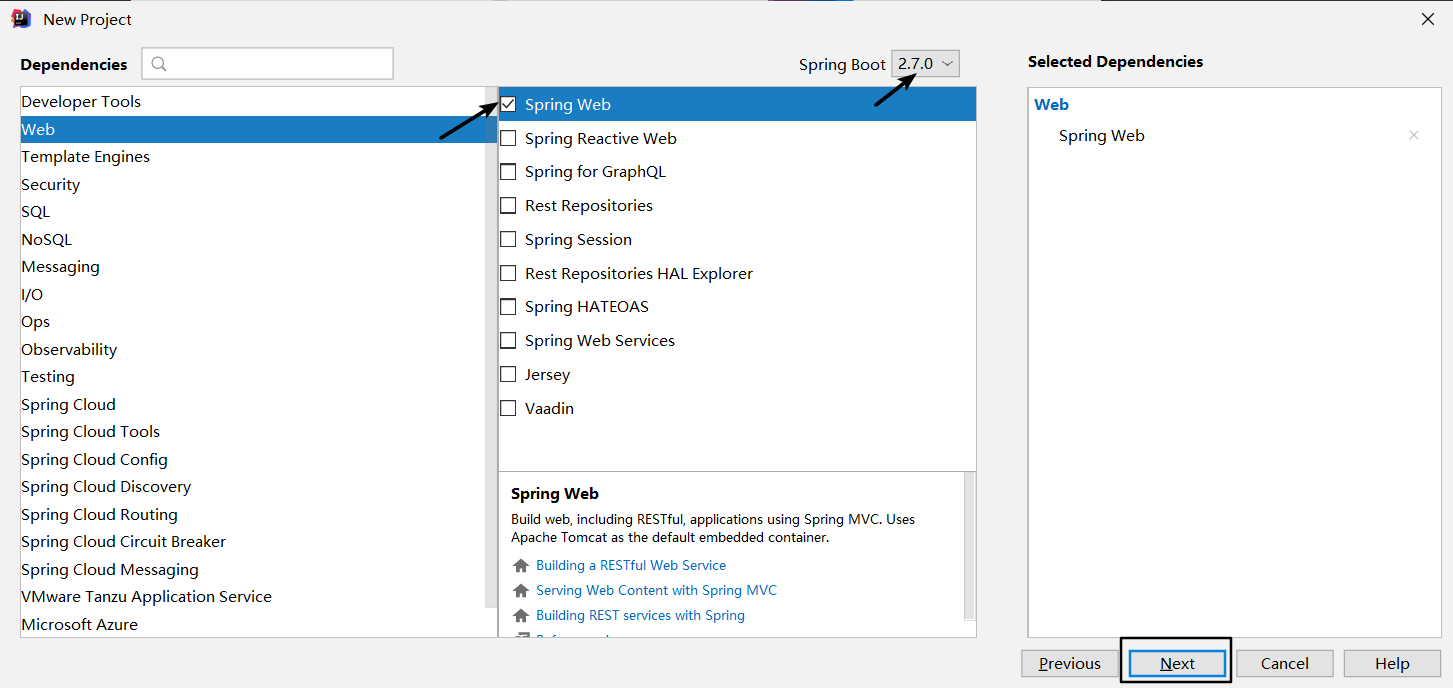 New Project
Dependencies
Spring Boot 2.7.0
Selected Dependencies
Developer Tools
Web
Template Engines
Security
SQL
NoSQL
Messaging
I/O
Ops
Observability
Testing
Spring Cloud
Spring Cloud Tools
Spring Cloud Config
Spring Cloud Discovery
Spring Cloud Routing
Spring Cloud Circuit Breaker
Spring Cloud Messaging
VMware Tanzu Application Service
Microsoft Azure
Spring Web
Spring Reactive Web
Spring for GraphQL
Rest Repositories
Spring Session
Rest Repositories HAL Explorer
Spring HATEOAS
Spring Web Services
Jersey
Vaadin
Spring Web
Build web, including RESTful, applications using Spring MVC. Uses
Apache Tomcat as the default embedded container.
Building a RESTful Web Service
Serving Web Content with Spring MVC
Building REST services with Spring
Web
Spring Web
Previous
Next
Cancel
Help